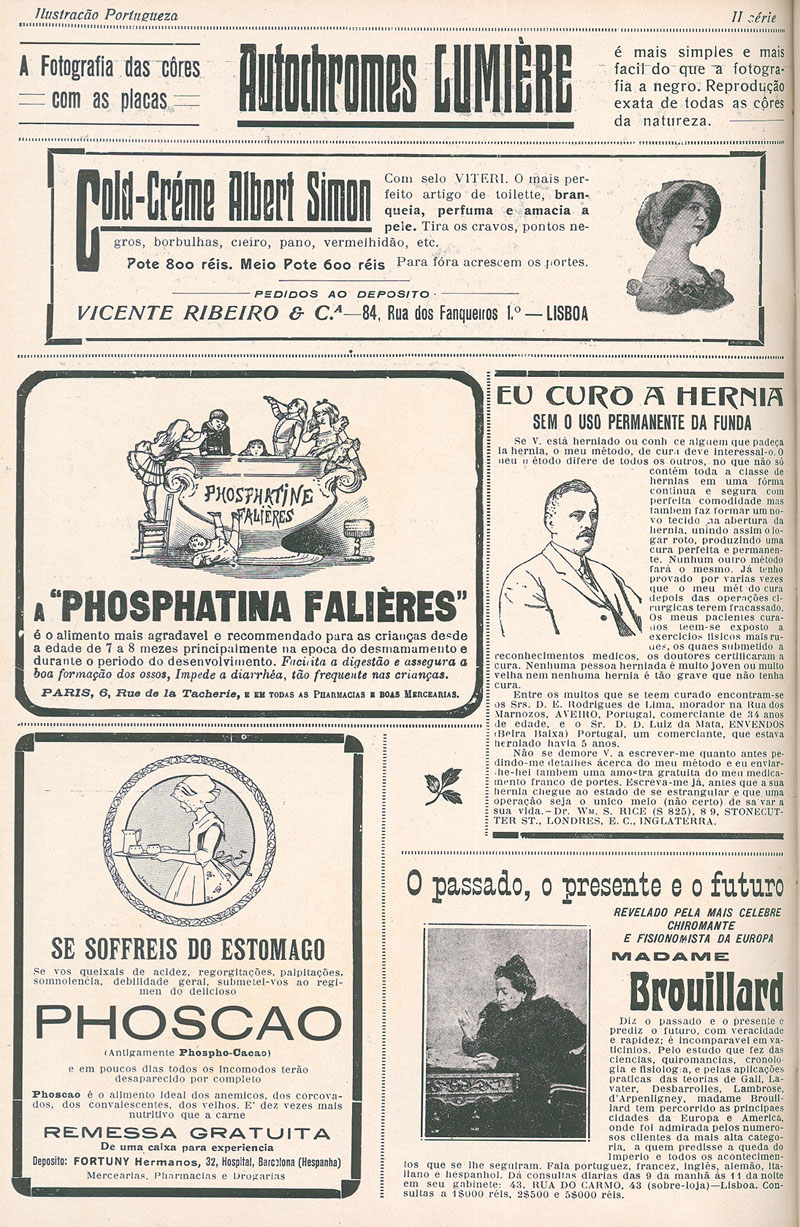 Ilustracão Portugueza
II série
A Fotografia das côres
com as placas
Autochromes LUMIÈRE
é mais simples e mais
facil do que a fotogra-
fia a negro. Reprodução
exata de todas as côres
da natureza.
Cold-Créme Albert Simon
Com selo VITERI. O mais per-
feito artigo de toilette, bran-
queia, perfuma e amacia a
pele. Tira os cravos, pontos ne-
gros, borbulhas, cieiro, pano, vermelhidão, etc.
Pote 800 réis. Meio Pote 600 réis Para fóra acrescem os portes.
PEDIDOS AO DEPOSITO
VICENTE RIBEIRO & C.ª—84, Rua dos Fanqueiros 1.º — LISBOA
PHOSPHATINE
FALIÈRES
A "PHOSPHATINA FALIÈRES"
é o alimento mais agradavel e recommendado para as crianças desde
a edade de 7 a 8 mezes principalmente na epoca do desmamamento e
durante o periodo do desenvolvimento. Facilita a digestão e assegura a
boa formação dos ossos, Impede a diarrhéa, tão frequente nas crianças.
PARIS, 6, Rue de la Tacherie, E EM TODAS AS PHARMACIAS E BOAS MERCEARIAS.
EU CURO A HERNIA
SEM O USO PERMANENTE DA FUNDA
Se V. está herniado ou conh ce alguem que padeça
la hernia, o meu método, de cura deve interessal-o. O
meu método difere de todos os outros, no que não só
contêm toda a classe de
hernias em uma fórma
continua e segura com
perfeita comodidade mas
tambem faz formar um no-
vo tecido na abertura da
hernia, unindo assim o lo-
gar roto, produzindo uma
cura perfeita e permanen-
te. Nenhum outro método
fará o mesmo. Já tenho
provado por varias vezes
que o meu mét do cura
depois das operações ci-
rurgicas terem fracassado.
Os meus pacientes cura-
dos teem-se exposto a
exercicios fisicos mais ru-
des, os quaes submetido a
reconhecimentos medicos, os doutores certificaram a
cura. Nenhuma pessoa herniada é muito joven ou muito
velha nem nenhuma hernia é tão grave que não tenha
cura.
Entre os muitos que se teem curado encontram-se
os Srs. D. E. Rodrigues de Lima, morador na Rua dos
Marnozos, AVEIRO, Portugal, comerciante de 34 anos
de edade, e o Sr. D. D. Luiz da Mata, ENVENDOS
(Beira Baixa) Portugal, um comerciante, que estava
herniado havia 5 anos.
Não se demore V. a escrever-me quanto antes pe-
dindo-me detalhes ácerca do meu método e eu enviar-
lhe-hei tambem uma amostra gratuita do meu medica-
mento franco de portes. Escreva-me já, antes que a sua
hernia chegue ao estado de se estrangular e que uma
operação seja o unico meio (não certo) de sa var a
sua vida.—Dr. WM. S. RICE (S 825), 8 9, STONECUT-
TER ST., LONDRES, E. C., INGLATERRA.
SE SOFFREIS DO ESTOMAGO
Se vos queixais de acidez, regorgitações, palpitações,
somnolencia, debilidade geral, submetei-vos ao regi-
men do delicioso
PHOSCAO
(Antigamente Phospho-Cacao)
e em poucos dias todos os incomodos terão
desaparecido por completo
Phoscao é o alimento ideal dos anemicos, dos corcova-
dos, dos convalescentes, dos velhos. E' dez vezes mais
nutritivo que a carne
REMESSA GRATUITA
De uma caixa para experiencia
Deposito: FORTUNY Hermanos, 32, Hospital, Barcelona (Hespanha)
Mercearias, Pharmacias e Drogarias
O passado, o presente e o futuro
REVELADO PELA MAIS CELEBRE
CHIROMANTE
E FISIONOMISTA DA EUROPA
MADAME
Brouillard
Diz o passado e o presente e
prediz o futuro, com veracidade
e rapidez; é incomparavel em va-
ticinios. Pelo estudo que fez das
ciencias, quiromancias, cronolo-
gia e fisiologia, e pelas aplicações
praticas das teorias de Gall, La-
vater, Desbarrolles, Lambrose,
d'Arpenligney, madame Brouil-
lard tem percorrido as principaes
cidades da Europa e America,
onde foi admirada pelos numero-
sos clientes da mais alta catego-
ria, a quem predisse a queda do
Imperio e todos os acontecimen-
tos que se lhe seguiram. Fala portuguez, francez, inglês, alemão, ita-
liano e hespanhol. Dá consultas diarias das 9 da manhã ás 11 da noite
em seu gabinete: 43, RUA DO CARMO, 43 (sobre-loja)—Lisboa. Con-
sultas a 1$000 réis, 2$500 e 5$000 réis.